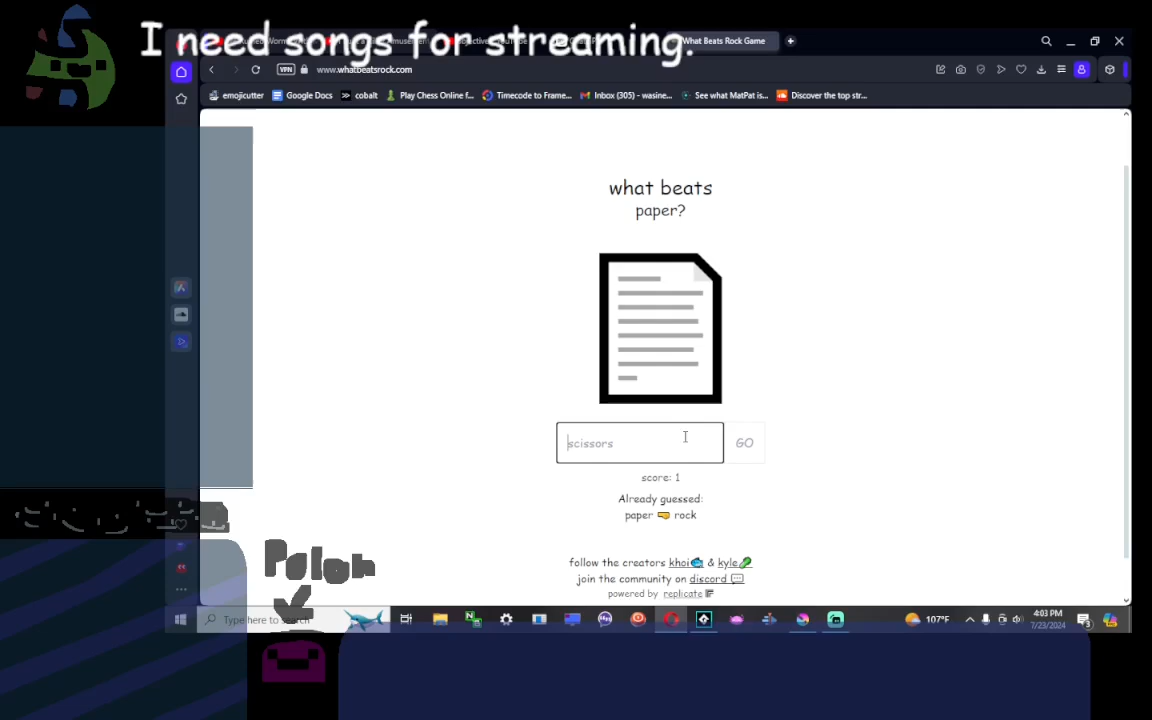 I need songs for streaming.
What Beats Rock Game
VPN
www.whatbeatsrock.com
emojicutter
Google Docs
cobalt
Play Chess Online f...
Timecode to Frame...
Inbox (305) - wasine...
See what MatPat is...
Discover the top str...
what beats
paper?
scissors
GO
score: 1
Already guessed:
paper 🤜 rock
follow the creators khoi🐟 & kyle🥒
join the community on discord 💬
powered by replicate
Poloh
Type here to search
107°F
4:03 PM
7/23/2024
3